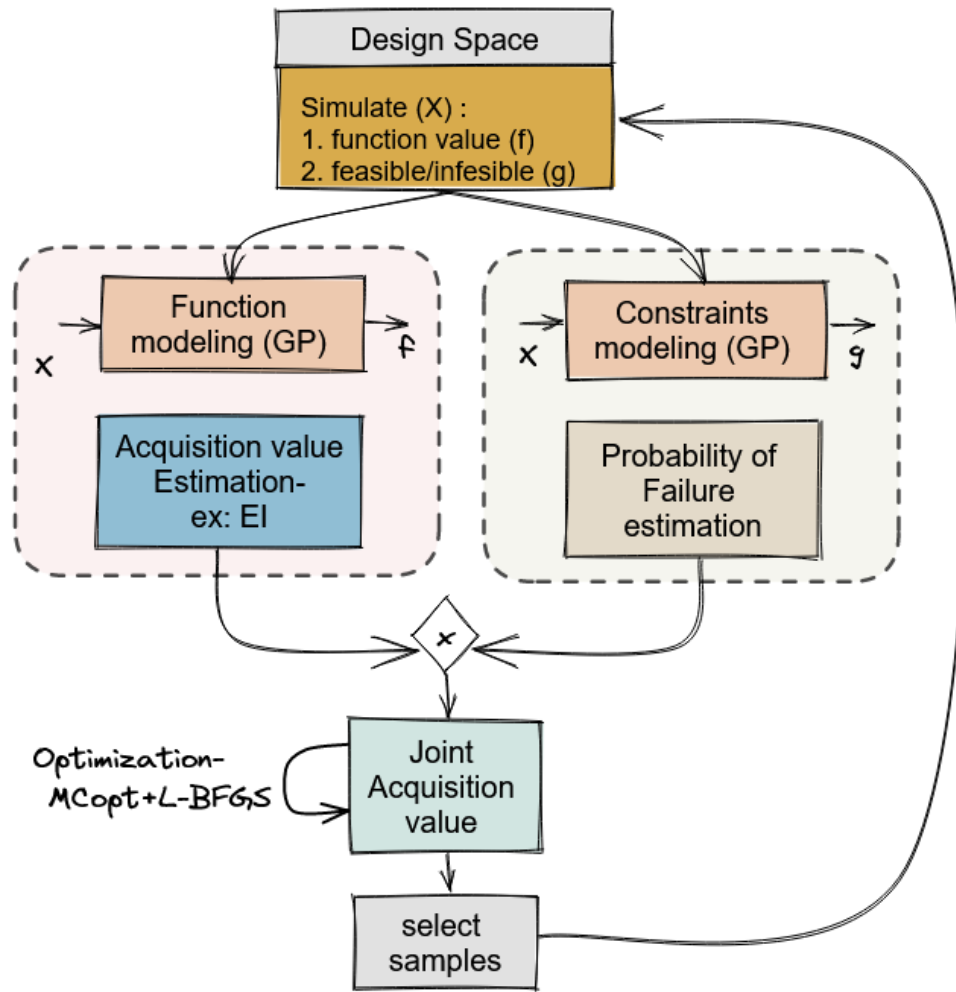 Design Space
Simulate (X) :
1. function value (f)
2. feasible/infesible (g)
Function
modeling (GP)
x
f
Constraints
modeling (GP)
x
g
Acquisition value
Estimation-
ex: EI
Probability of
Failure
estimation
x
Optimization-
MCopt+L-BFGS
Joint
Acquisition
value
select
samples